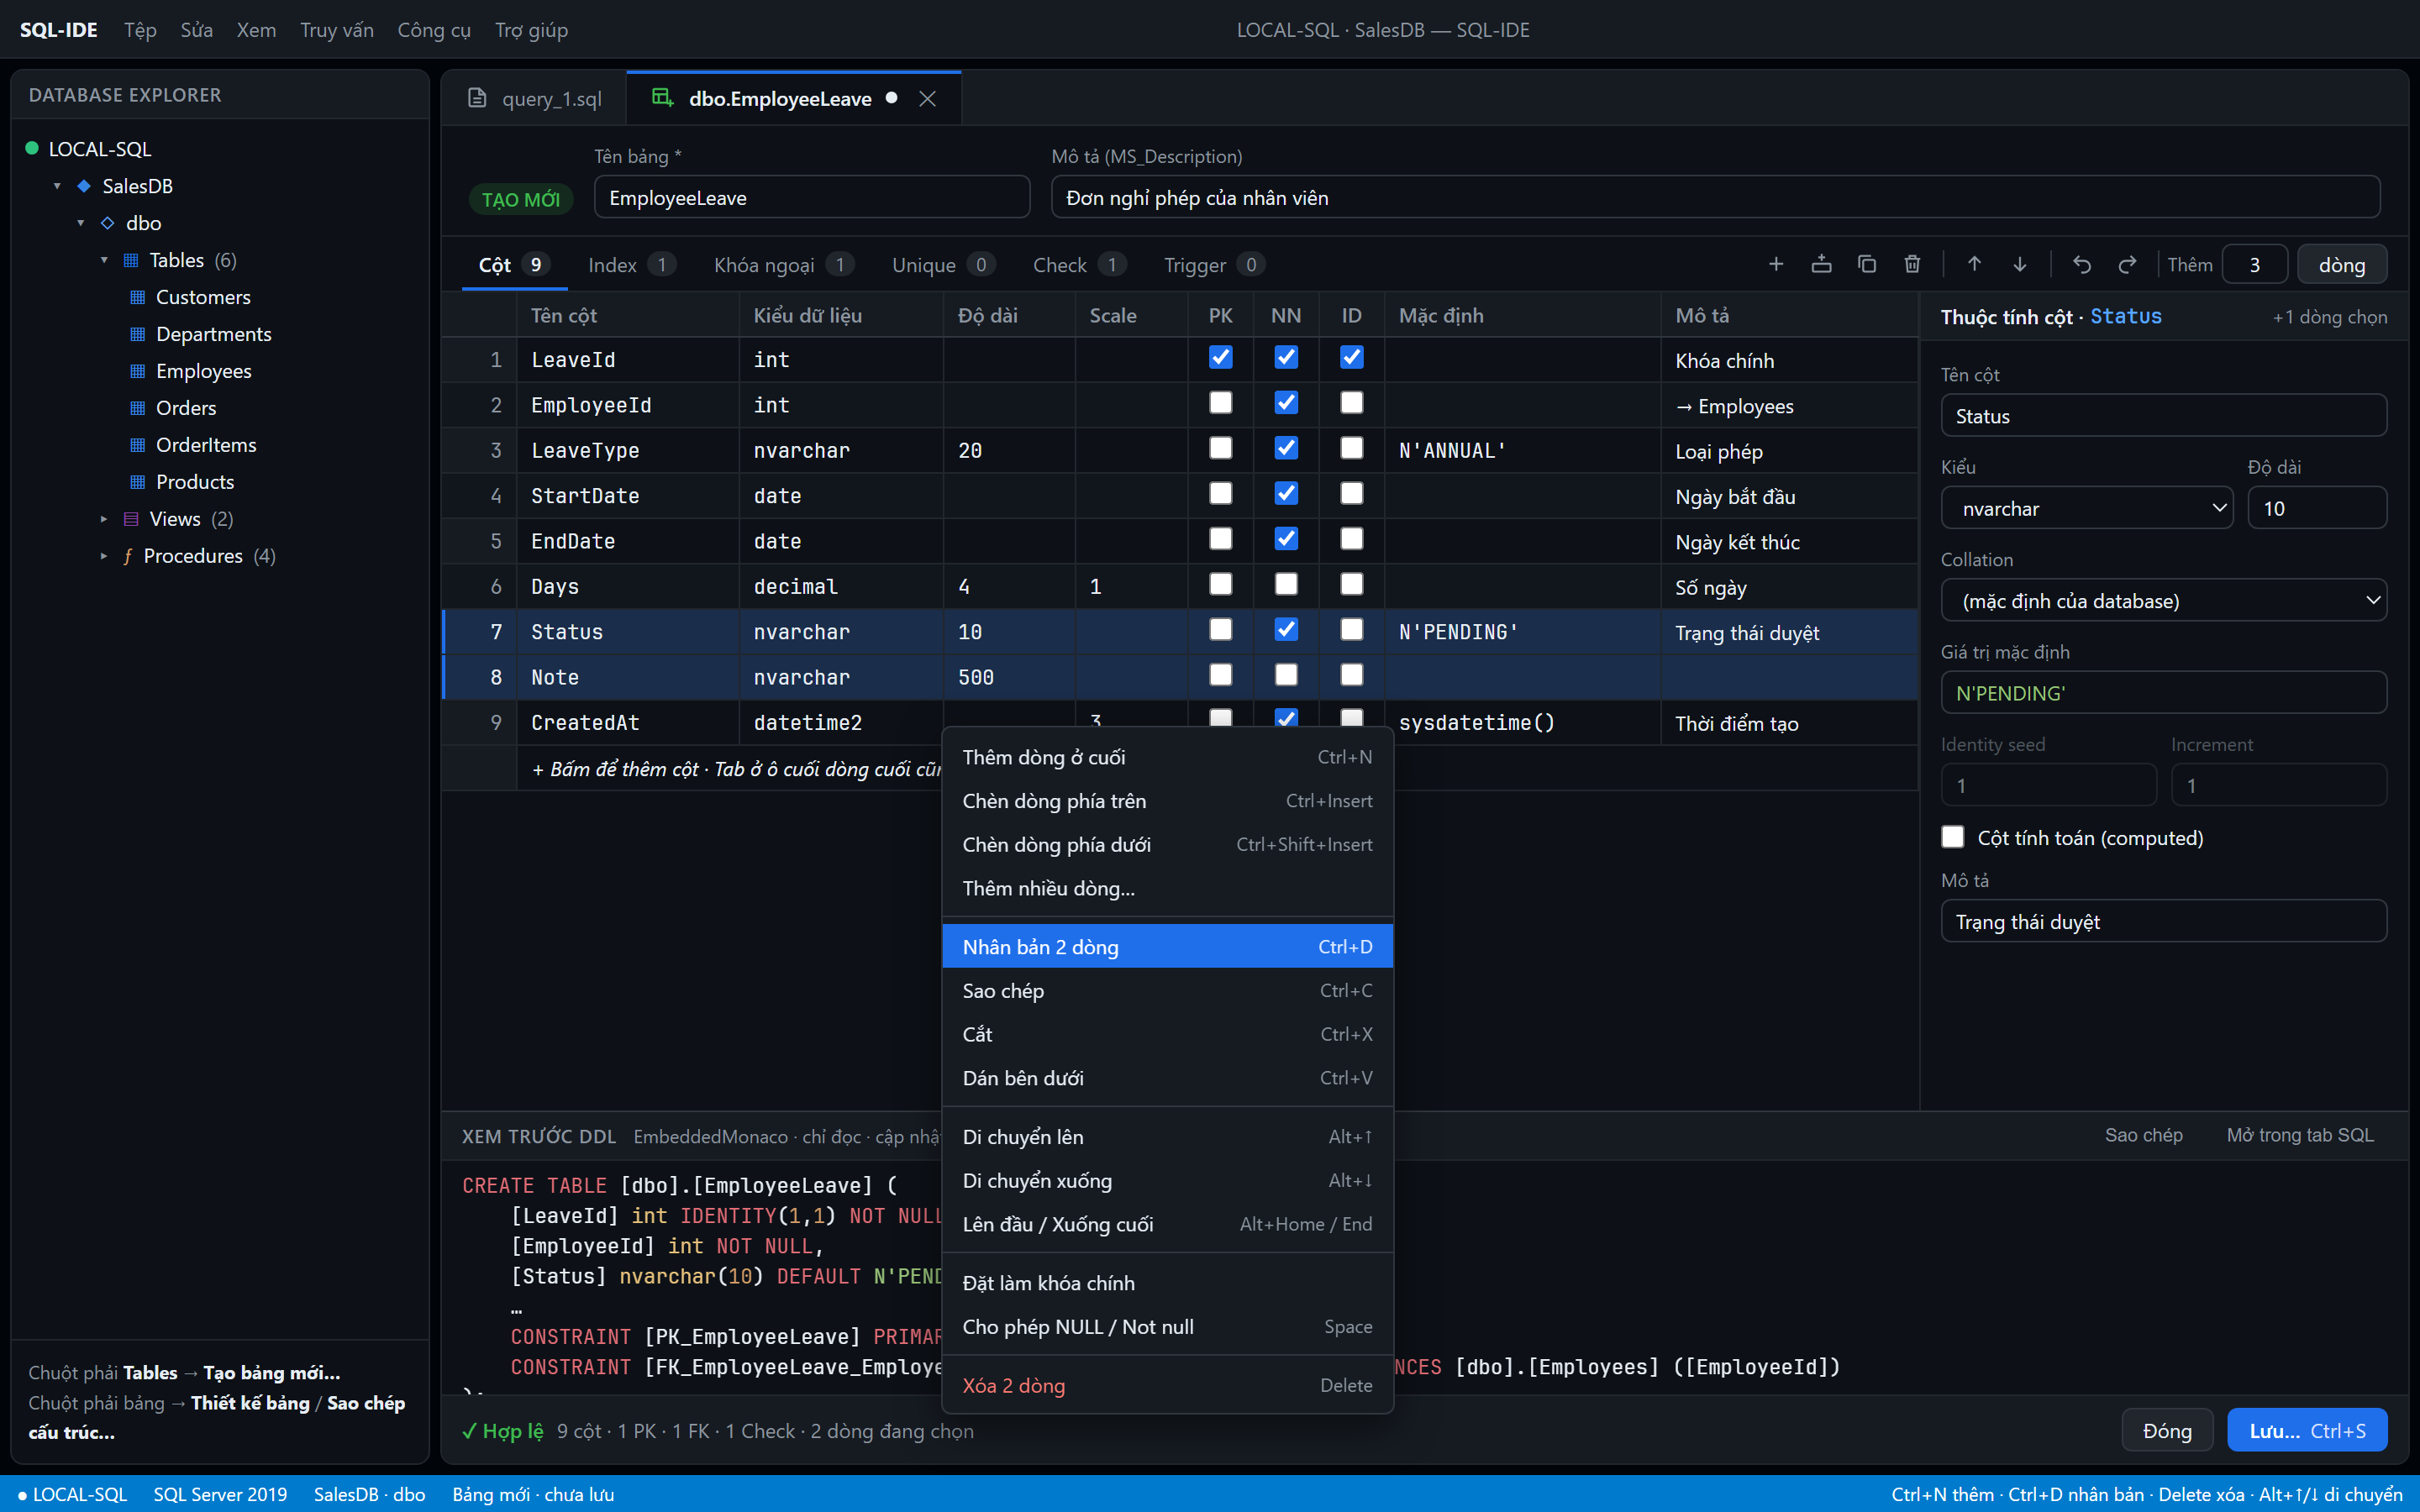 SQL-IDE Tệp Sửa Xem Truy vấn Công cụ Trợ giúp LOCAL-SQL · SalesDB — SQL-IDE
DATABASE EXPLORER
LOCAL-SQL
SalesDB
dbo
Tables (6)
Customers
Departments
Employees
Orders
OrderItems
Products
Views (2)
ƒ Procedures (4)
Chuột phải Tables → Tạo bảng mới...
Chuột phải bảng → Thiết kế bảng / Sao chép
cấu trúc...
query_1.sql dbo.EmployeeLeave
Tên bảng * Mô tả (MS_Description)
TẠO MỚI EmployeeLeave Đơn nghỉ phép của nhân viên
Cột 9 Index 1 Khóa ngoại 1 Unique 0 Check 1 Trigger 0 Thêm 3 dòng
Tên cột Kiểu dữ liệu Độ dài Scale PK NN ID Mặc định Mô tả
1 LeaveId int Khóa chính
2 EmployeeId int → Employees
3 LeaveType nvarchar 20 N'ANNUAL' Loại phép
4 StartDate date Ngày bắt đầu
5 EndDate date Ngày kết thúc
6 Days decimal 4 1 Số ngày
7 Status nvarchar 10 N'PENDING' Trạng thái duyệt
8 Note nvarchar 500
9 CreatedAt datetime2 3 sysdatetime() Thời điểm tạo
+ Bấm để thêm cột · Tab ở ô cuối dòng cuối cũn
Thêm dòng ở cuối Ctrl+N
Chèn dòng phía trên Ctrl+Insert
Chèn dòng phía dưới Ctrl+Shift+Insert
Thêm nhiều dòng...
Nhân bản 2 dòng Ctrl+D
Sao chép Ctrl+C
Cắt Ctrl+X
Dán bên dưới Ctrl+V
Di chuyển lên Alt+↑
Di chuyển xuống Alt+↓
Lên đầu / Xuống cuối Alt+Home / End
Đặt làm khóa chính
Cho phép NULL / Not null Space
Xóa 2 dòng Delete
Thuộc tính cột · Status +1 dòng chọn
Tên cột
Status
Kiểu Độ dài
nvarchar 10
Collation
(mặc định của database)
Giá trị mặc định
N'PENDING'
Identity seed Increment
1 1
Cột tính toán (computed)
Mô tả
Trạng thái duyệt
XEM TRƯỚC DDL EmbeddedMonaco · chỉ đọc · cập nhậ Sao chép Mở trong tab SQL
CREATE TABLE [dbo].[EmployeeLeave] (
[LeaveId] int IDENTITY(1,1) NOT NULL
[EmployeeId] int NOT NULL,
[Status] nvarchar(10) DEFAULT N'PEND
…
CONSTRAINT [PK_EmployeeLeave] PRIMAR
CONSTRAINT [FK_EmployeeLeave_Employe NCES [dbo].[Employees] ([EmployeeId])
);
✓ Hợp lệ 9 cột · 1 PK · 1 FK · 1 Check · 2 dòng đang chọn Đóng Lưu... Ctrl+S
● LOCAL-SQL SQL Server 2019 SalesDB · dbo Bảng mới · chưa lưu Ctrl+N thêm · Ctrl+D nhân bản · Delete xóa · Alt+↑/↓ di chuyển